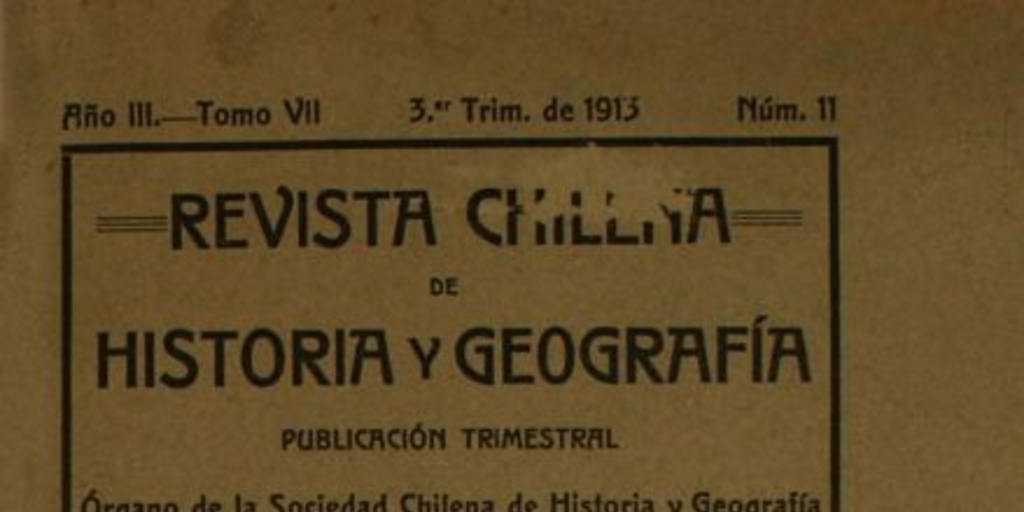 Año III.—Tomo VII 3.er Trim. de 1913 Núm. 11
REVISTA CHILENA
DE
HISTORIA Y GEOGRAFÍA
PUBLICACIÓN TRIMESTRAL
Órgano de la Sociedad Chilena de Historia y Geografía